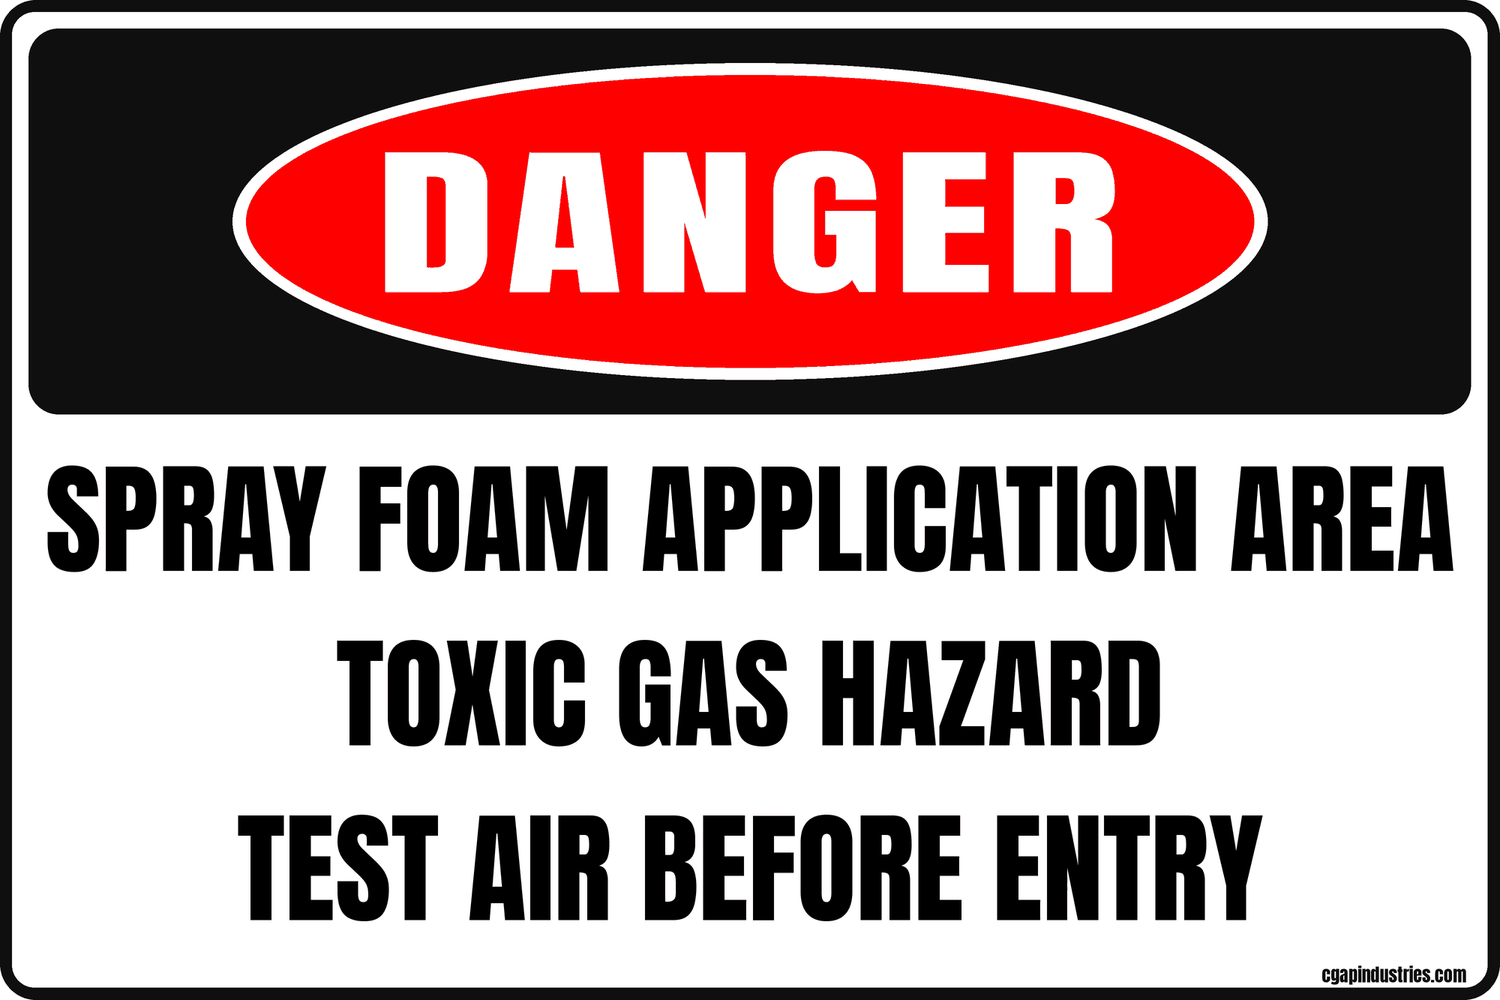 DANGER
SPRAY FOAM APPLICATION AREA
TOXIC GAS HAZARD
TEST AIR BEFORE ENTRY
cgapindustries.com